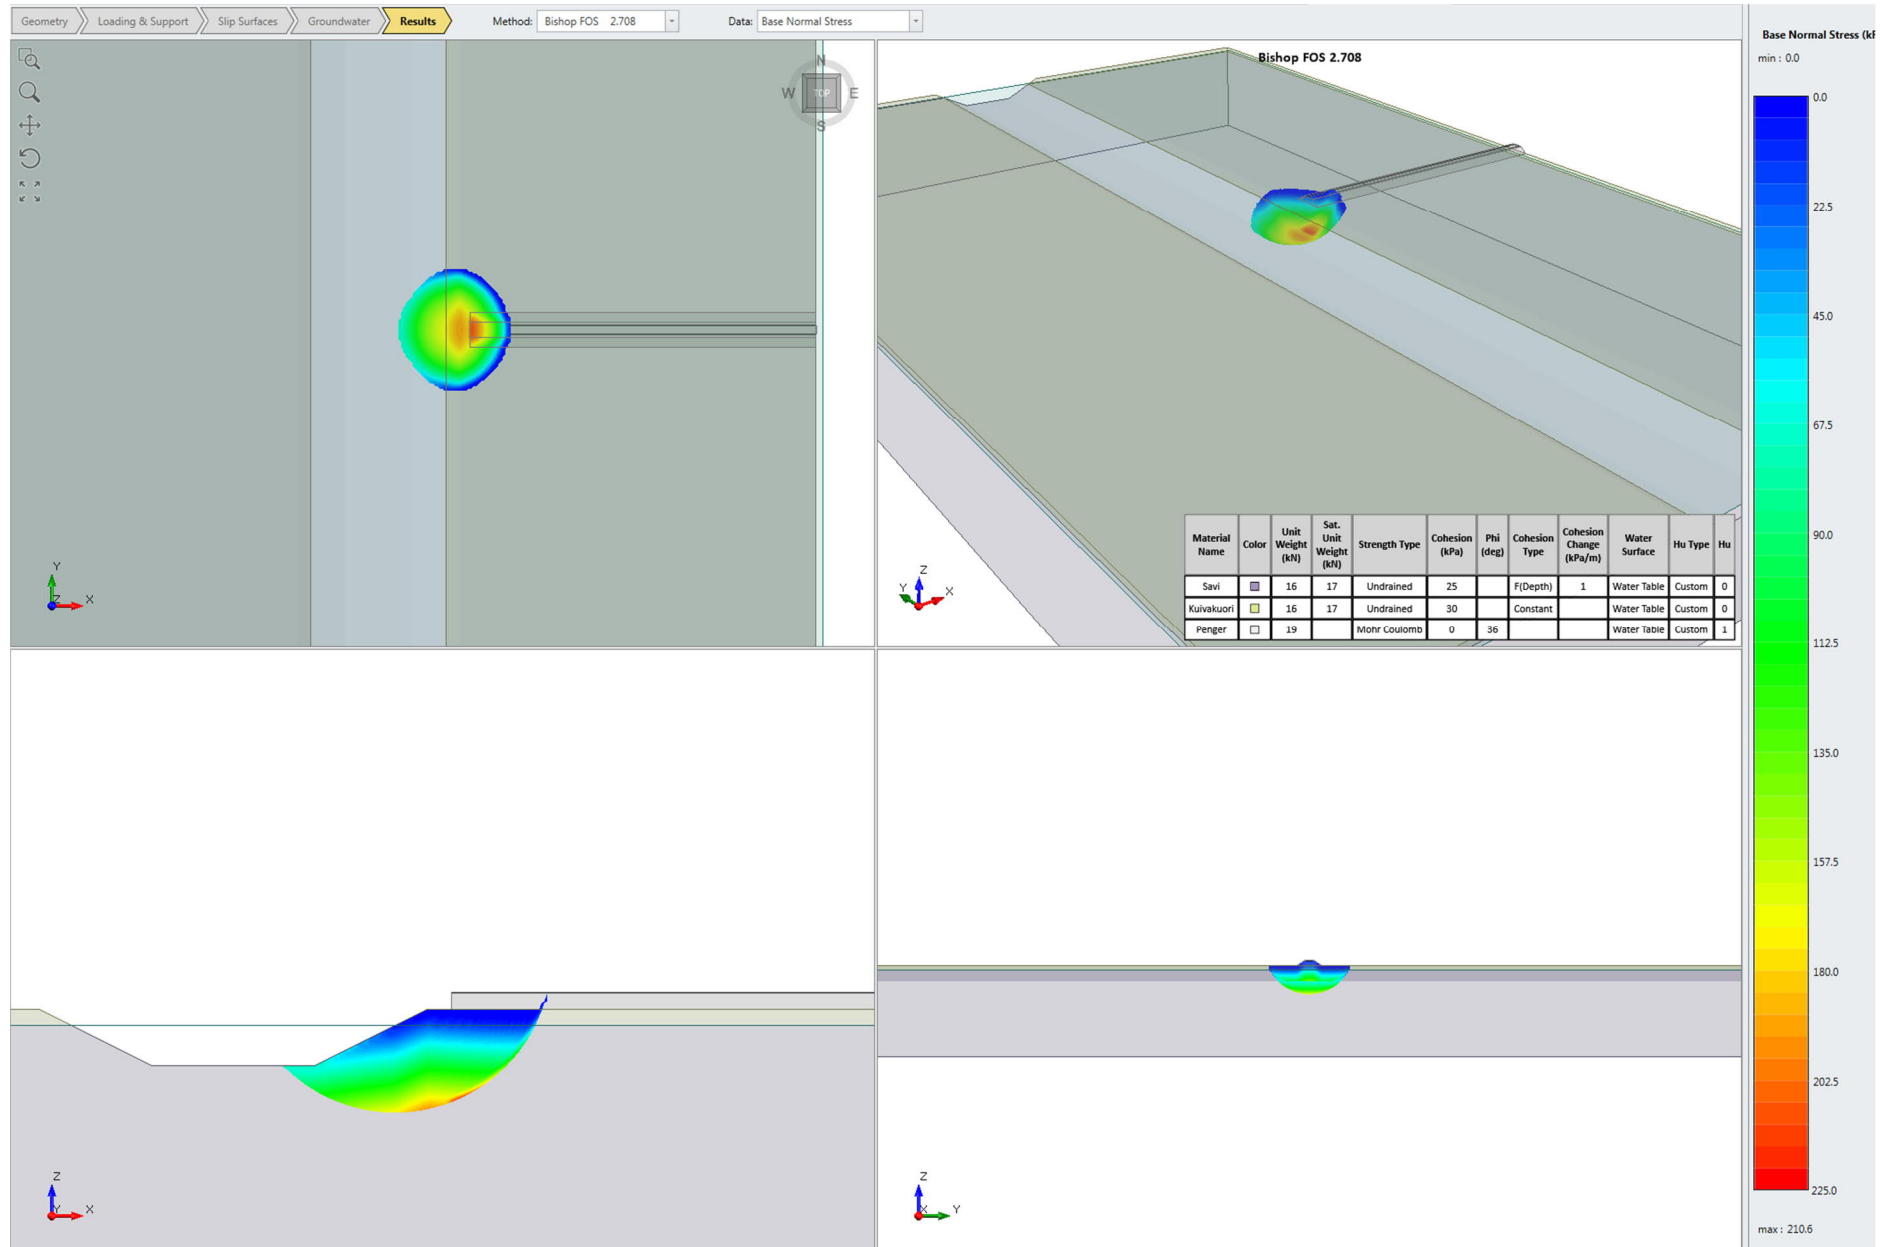 Geometry Loading & Support Slip Surfaces Groundwater Results Method: Bishop FOS 2.708 Data: Base Normal Stress
N
W TOP E
S
Y
Z X
Bishop FOS 2.708
Z
Y X
Material Name Color Unit Weight (kN) Sat. Unit Weight (kN) Strength Type Cohesion (kPa) Phi (deg) Cohesion Type Cohesion Change (kPa/m) Water Surface Hu Type Hu
Savi 16 17 Undrained 25 F(Depth) 1 Water Table Custom 0
Kuivakuori 16 17 Undrained 30 Constant Water Table Custom 0
Penger 19 Mohr Coulomb 0 36 Water Table Custom 1
Z
Y X
Z
X Y
Base Normal Stress (kP
min : 0.0
0.0
22.5
45.0
67.5
90.0
112.5
135.0
157.5
180.0
202.5
225.0
max : 210.6